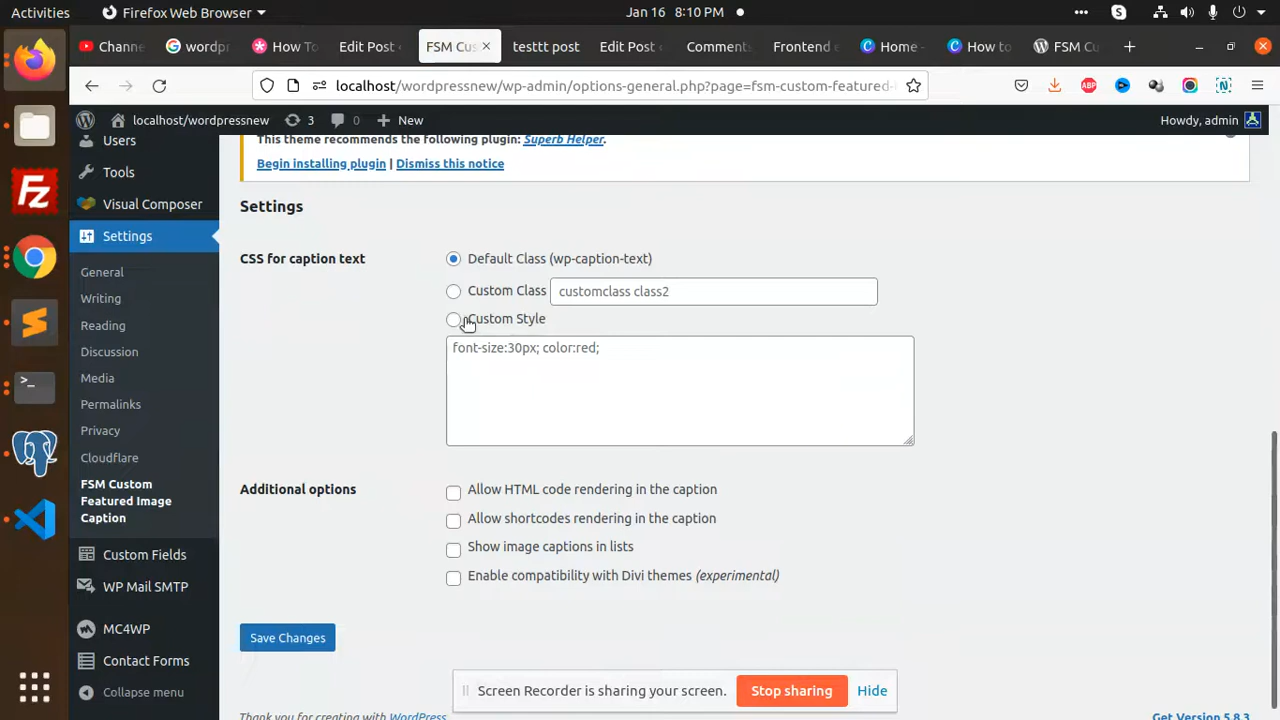 Activities
Firefox Web Browser
Jan 16 8:10 PM
Channe
wordpr
How To
Edit Post
FSM Cus
testtt post
Edit Post
Comments
Frontend e
Home -
How to
FSM Cu
localhost/wordpressnew/wp-admin/options-general.php?page=fsm-custom-featured-i
ABP
localhost/wordpress
3
0
New
Howdy, admin
Users
Tools
Visual Composer
Settings
General
Writing
Reading
Discussion
Media
Permalinks
Privacy
Cloudflare
FSM Custom
Featured Image
Caption
Custom Fields
WP Mail SMTP
MC4WP
Contact Forms
Collapse menu
This theme recommends the following plugin: Superb Helper.
Begin installing plugin | Dismiss this notice
Settings
CSS for caption text
Default Class (wp-caption-text)
Custom Class
customclass class2
Custom Style
font-size:30px; color:red;
Additional options
Allow HTML code rendering in the caption
Allow shortcodes rendering in the caption
Show image captions in lists
Enable compatibility with Divi themes (experimental)
Save Changes
Screen Recorder is sharing your screen.
Stop sharing
Hide
Thank you for creating with WordPress
Get Version 5.8.3